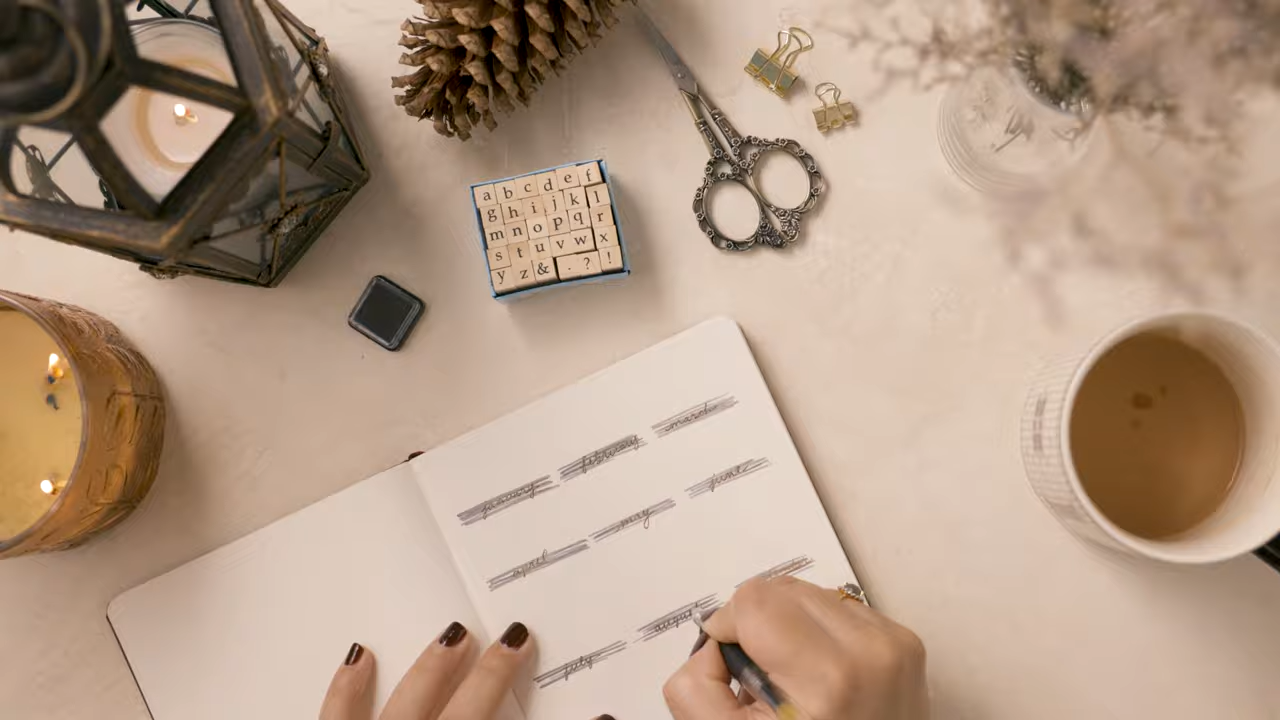 a b c d e f
g h i j k l
m n o p q r
s t u v w x
y z & . ? !
january february march
april may june
july august